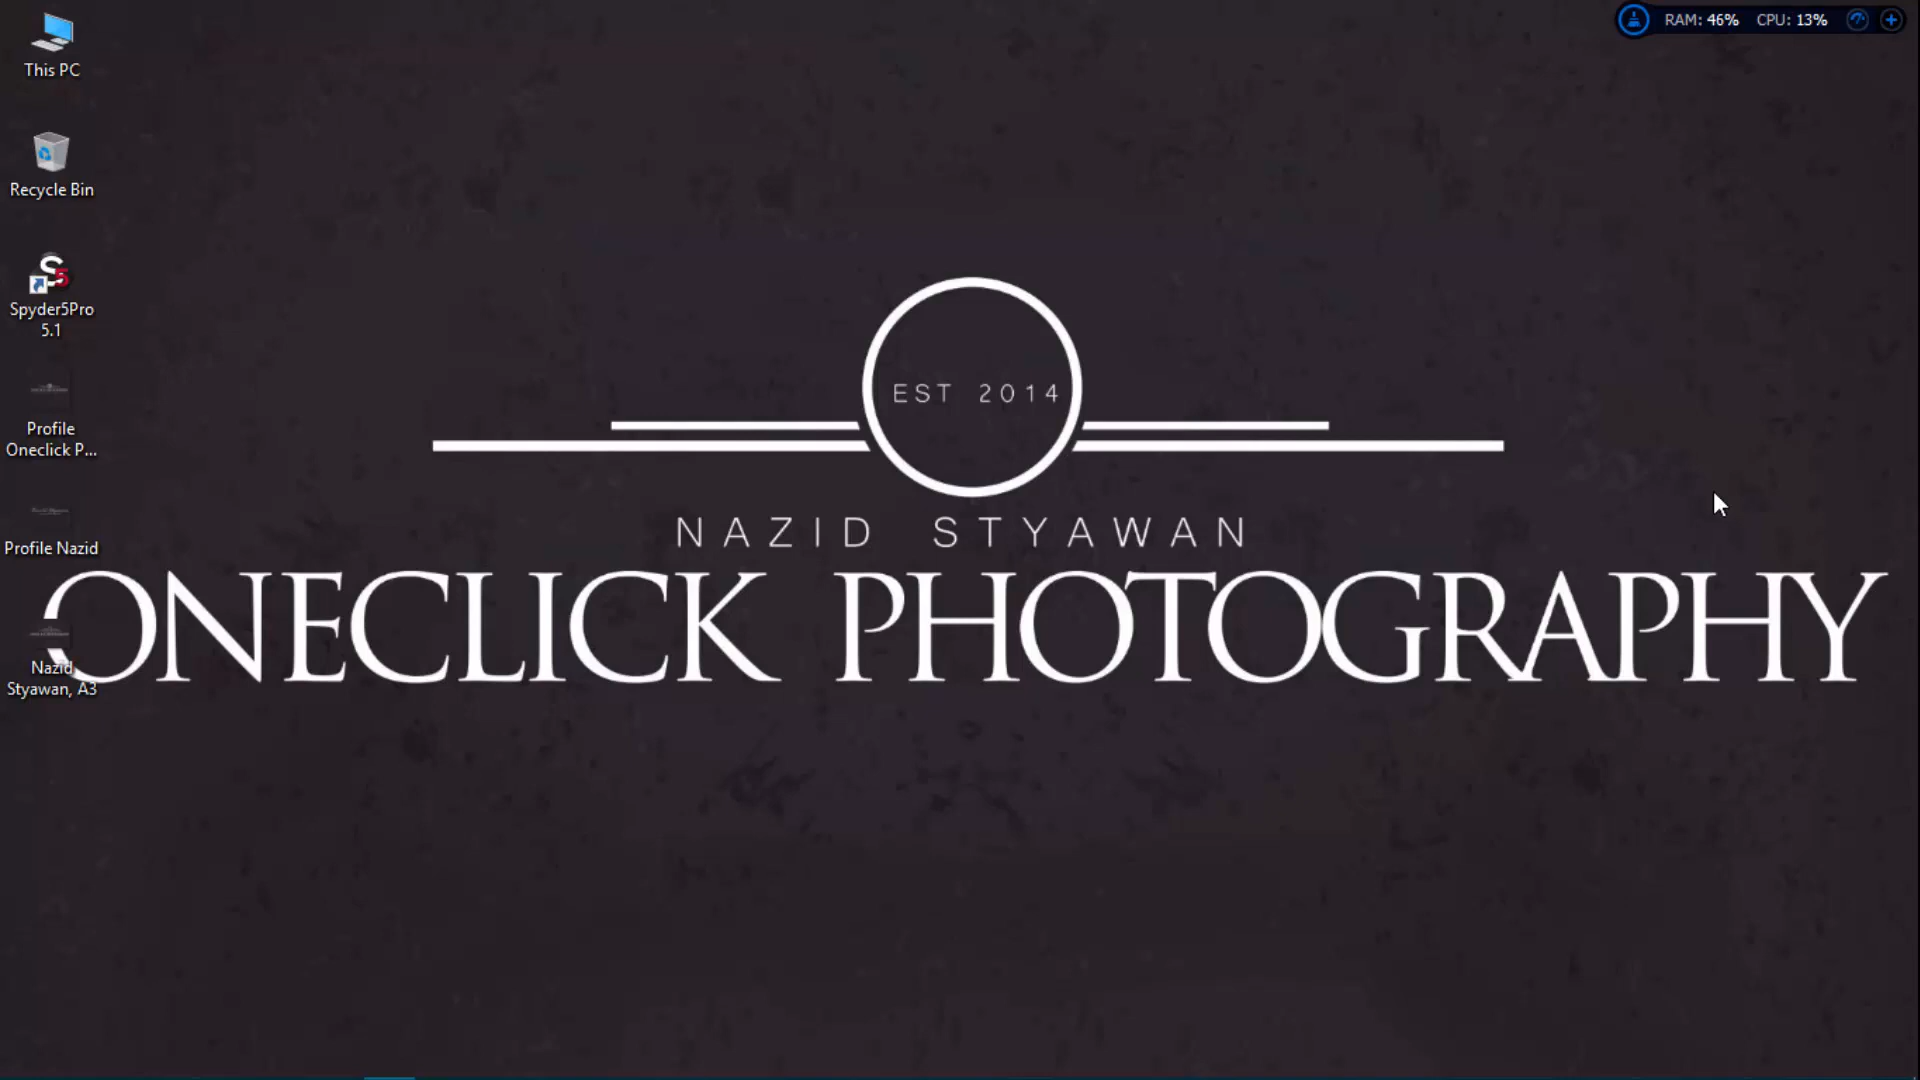 RAM: 46% CPU: 13%
This PC
Recycle Bin
S5
Spyder5Pro
5.1
Profile
Oneclick P...
Profile Nazid
Nazid
Styawan, A3
EST 2014
NAZID STYAWAN
ONECLICK PHOTOGRAPHY